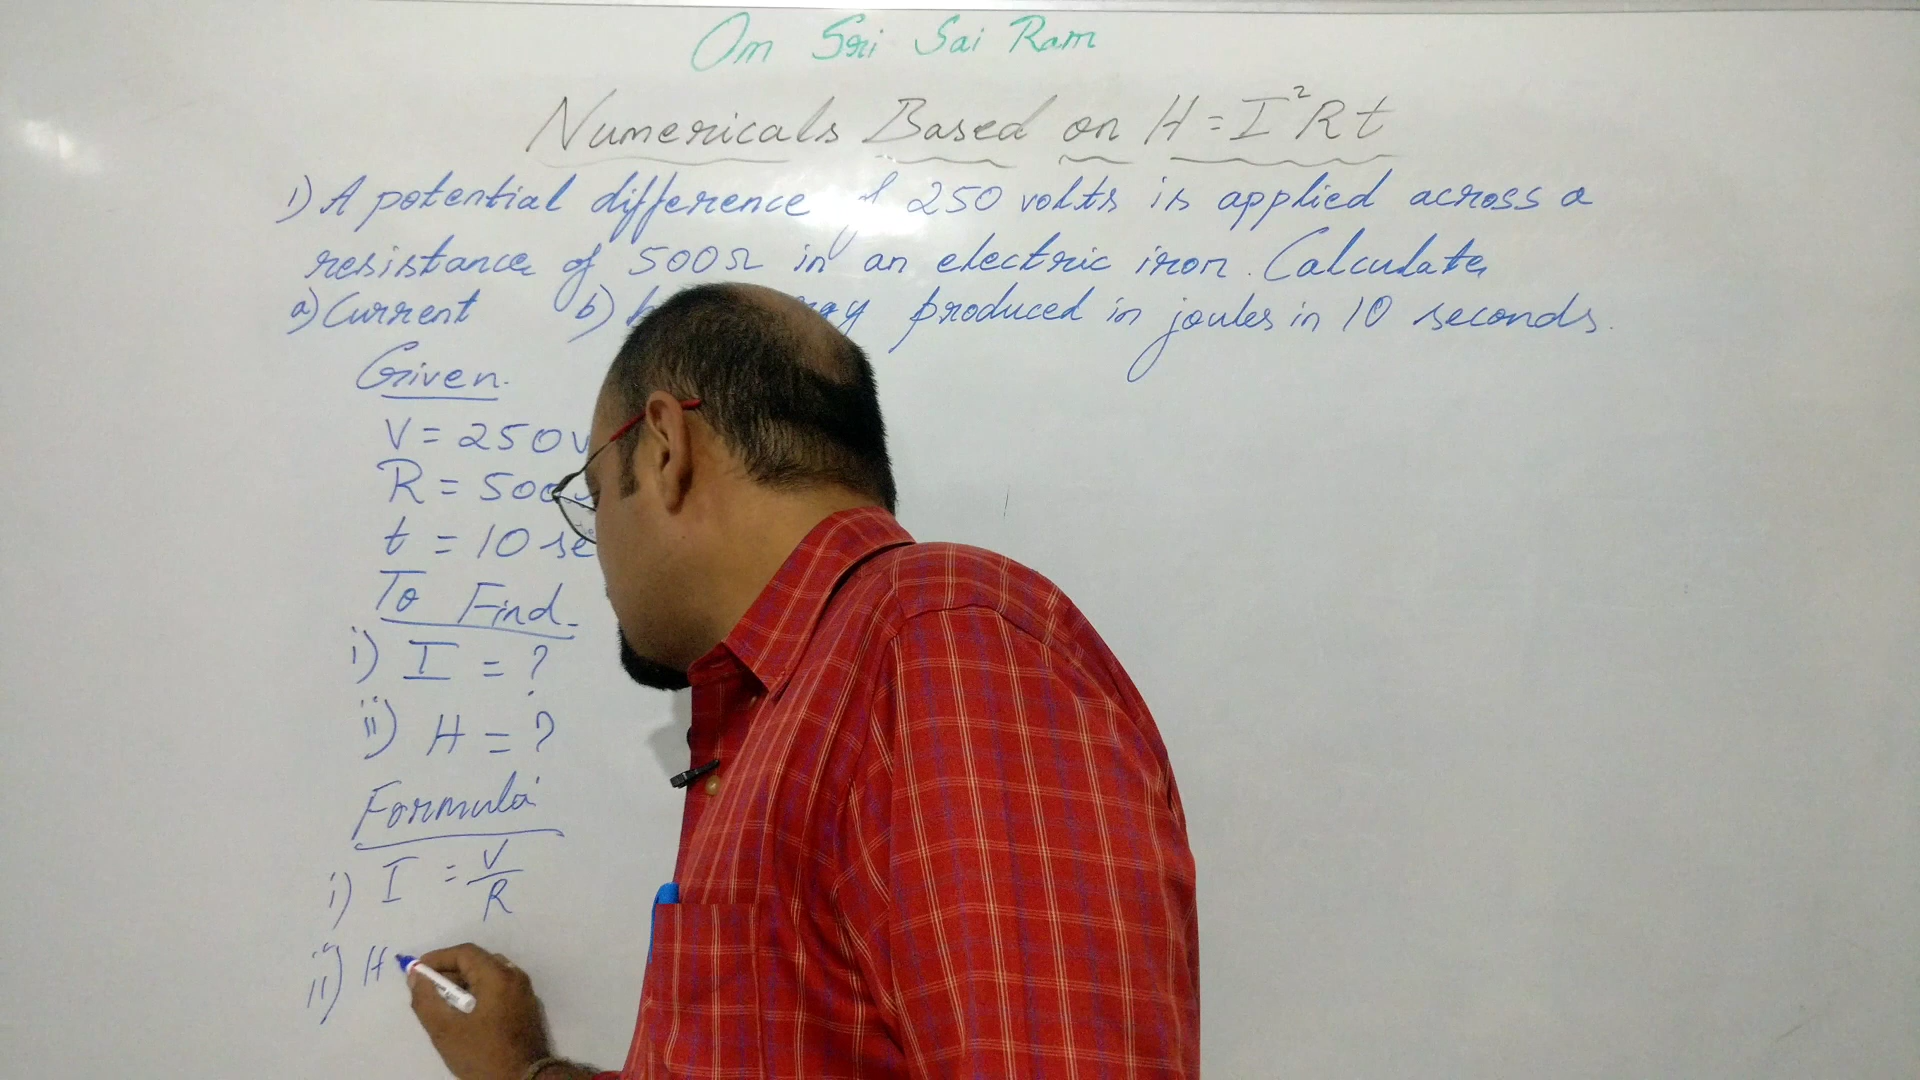 Om Sri Sai Ram
Numericals Based on H = I²Rt
1) A potential difference of 250 volts is applied across a
resistance of 500Ω in an electric iron. Calculate
a) Current b) produced in joules in 10 seconds.
Given.
V = 250V
R = 500
t = 10 se
To Find
i) I = ?
ii) H = ?
Formula
i) I = V/R
ii) H